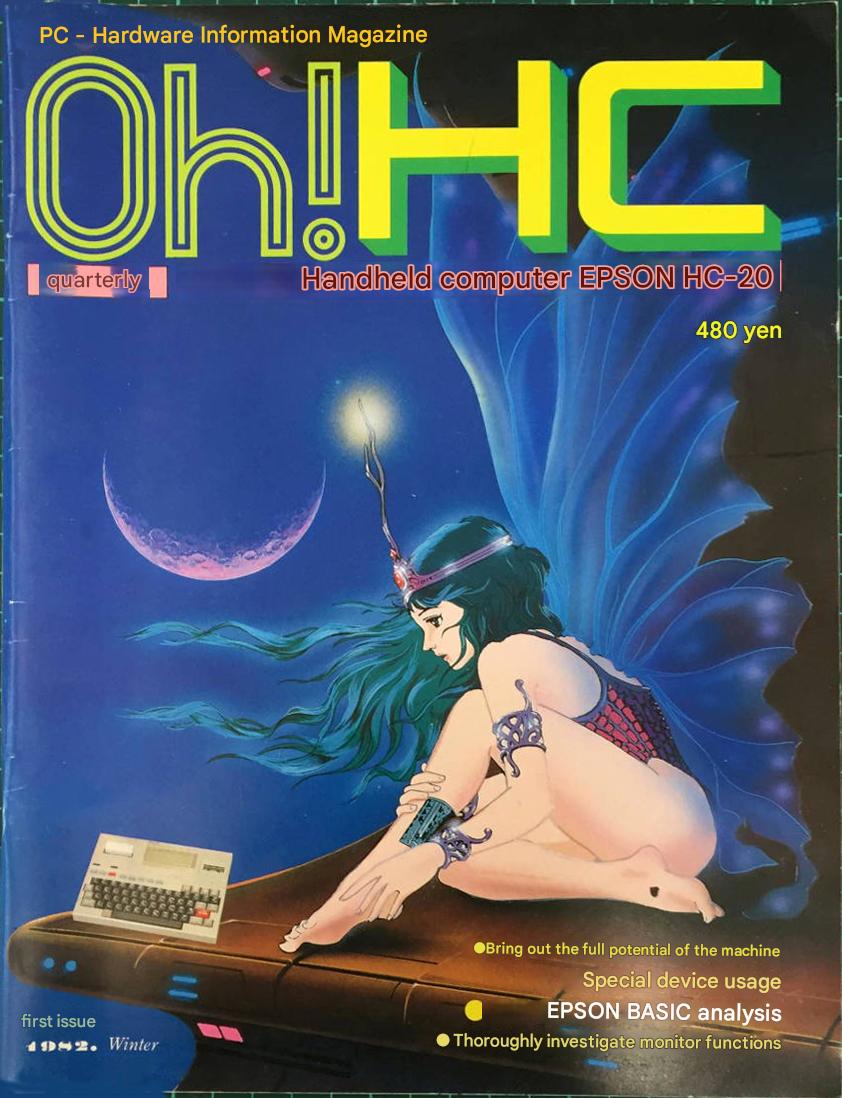 PC - Hardware Information Magazine
Oh!HC
quarterly
Handheld computer EPSON HC-20
480 yen
●Bring out the full potential of the machine
Special device usage
EPSON BASIC analysis
● Thoroughly investigate monitor functions
first issue
1982. Winter